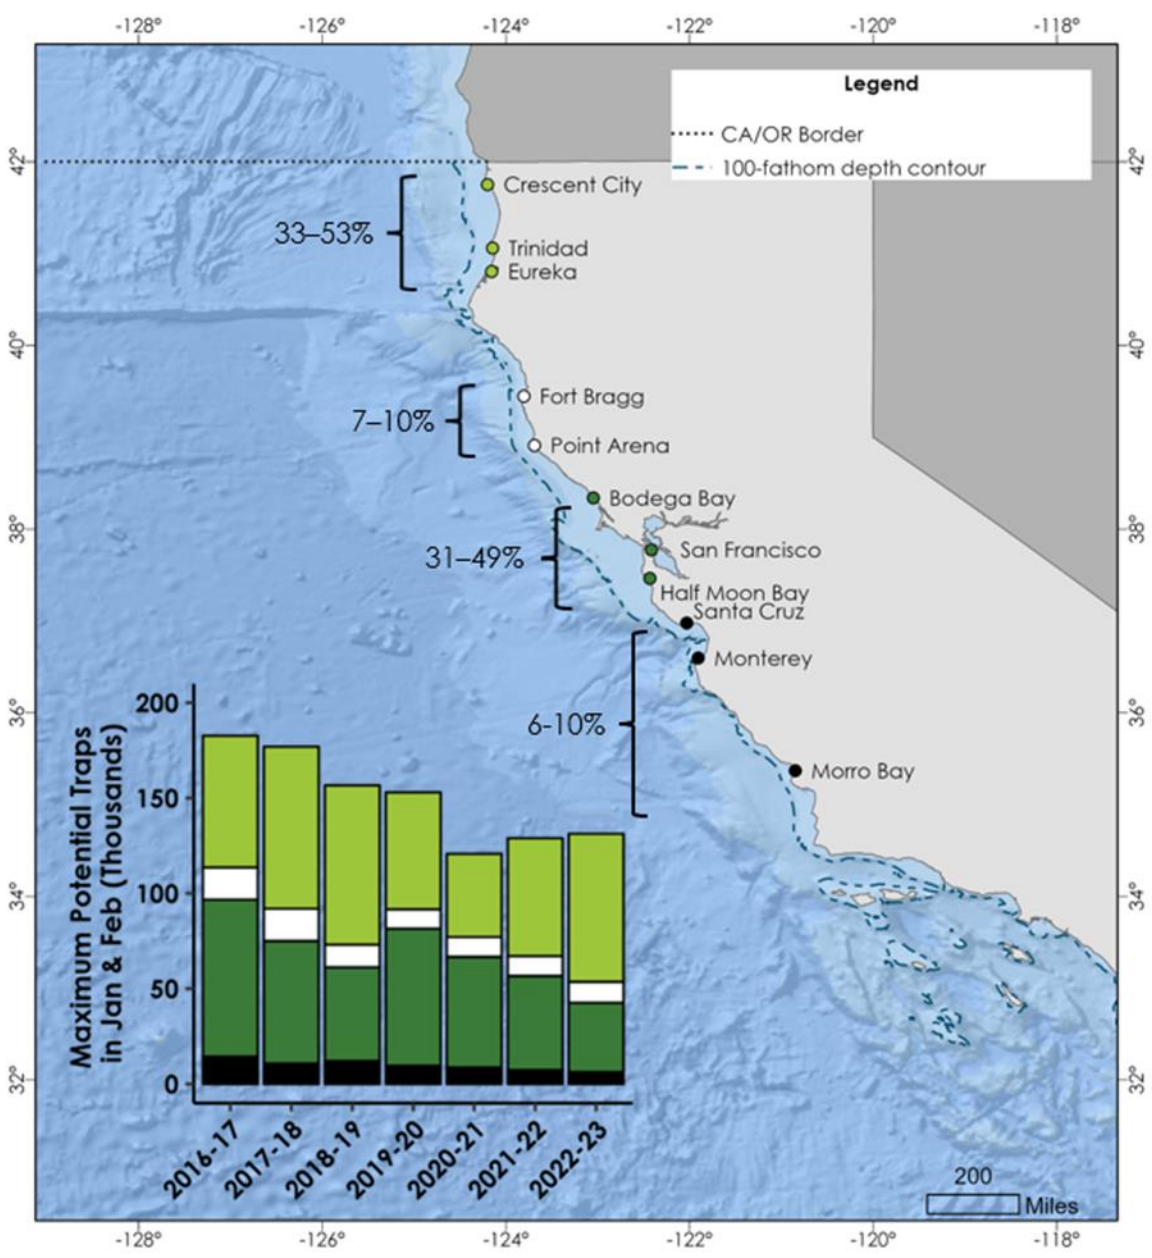 -128° -126° -124° -122° -120° -118°
Legend
CA/OR Border
100-fathom depth contour
42° 42°
Crescent City
33–53%
Trinidad
Eureka
40° 40°
Fort Bragg
7–10%
Point Arena
Bodega Bay
38° 38°
San Francisco
31–49%
Half Moon Bay
Santa Cruz
Monterey
36° 36°
6-10%
Morro Bay
34° 34°
32° 32°
Maximum Potential Traps
in Jan & Feb (Thousands)
200
150
100
50
0
2016-17
2017-18
2018-19
2019-20
2020-21
2021-22
2022-23
200
Miles
-128° -126° -124° -122° -120° -118°